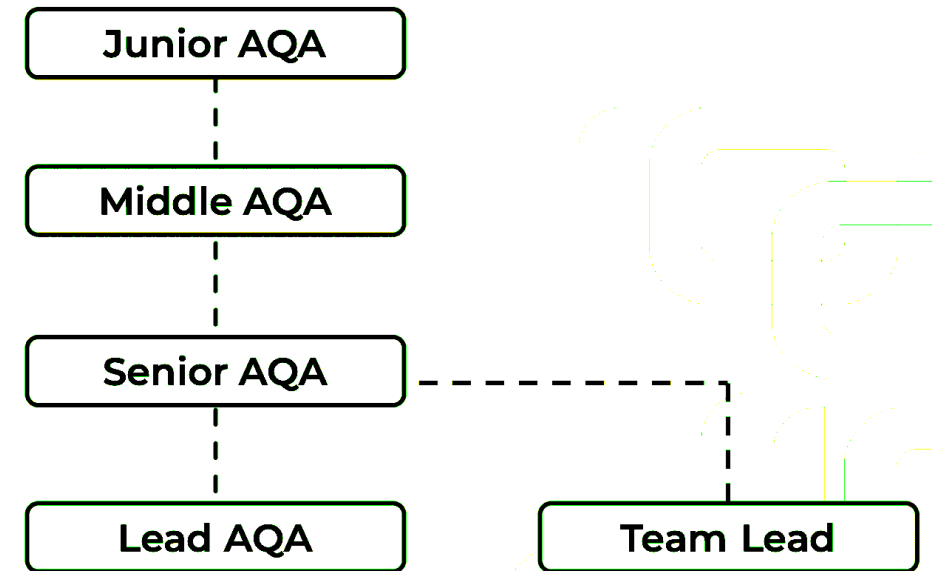 Junior AQA
Middle AQA
Senior AQA
Lead AQA
Team Lead